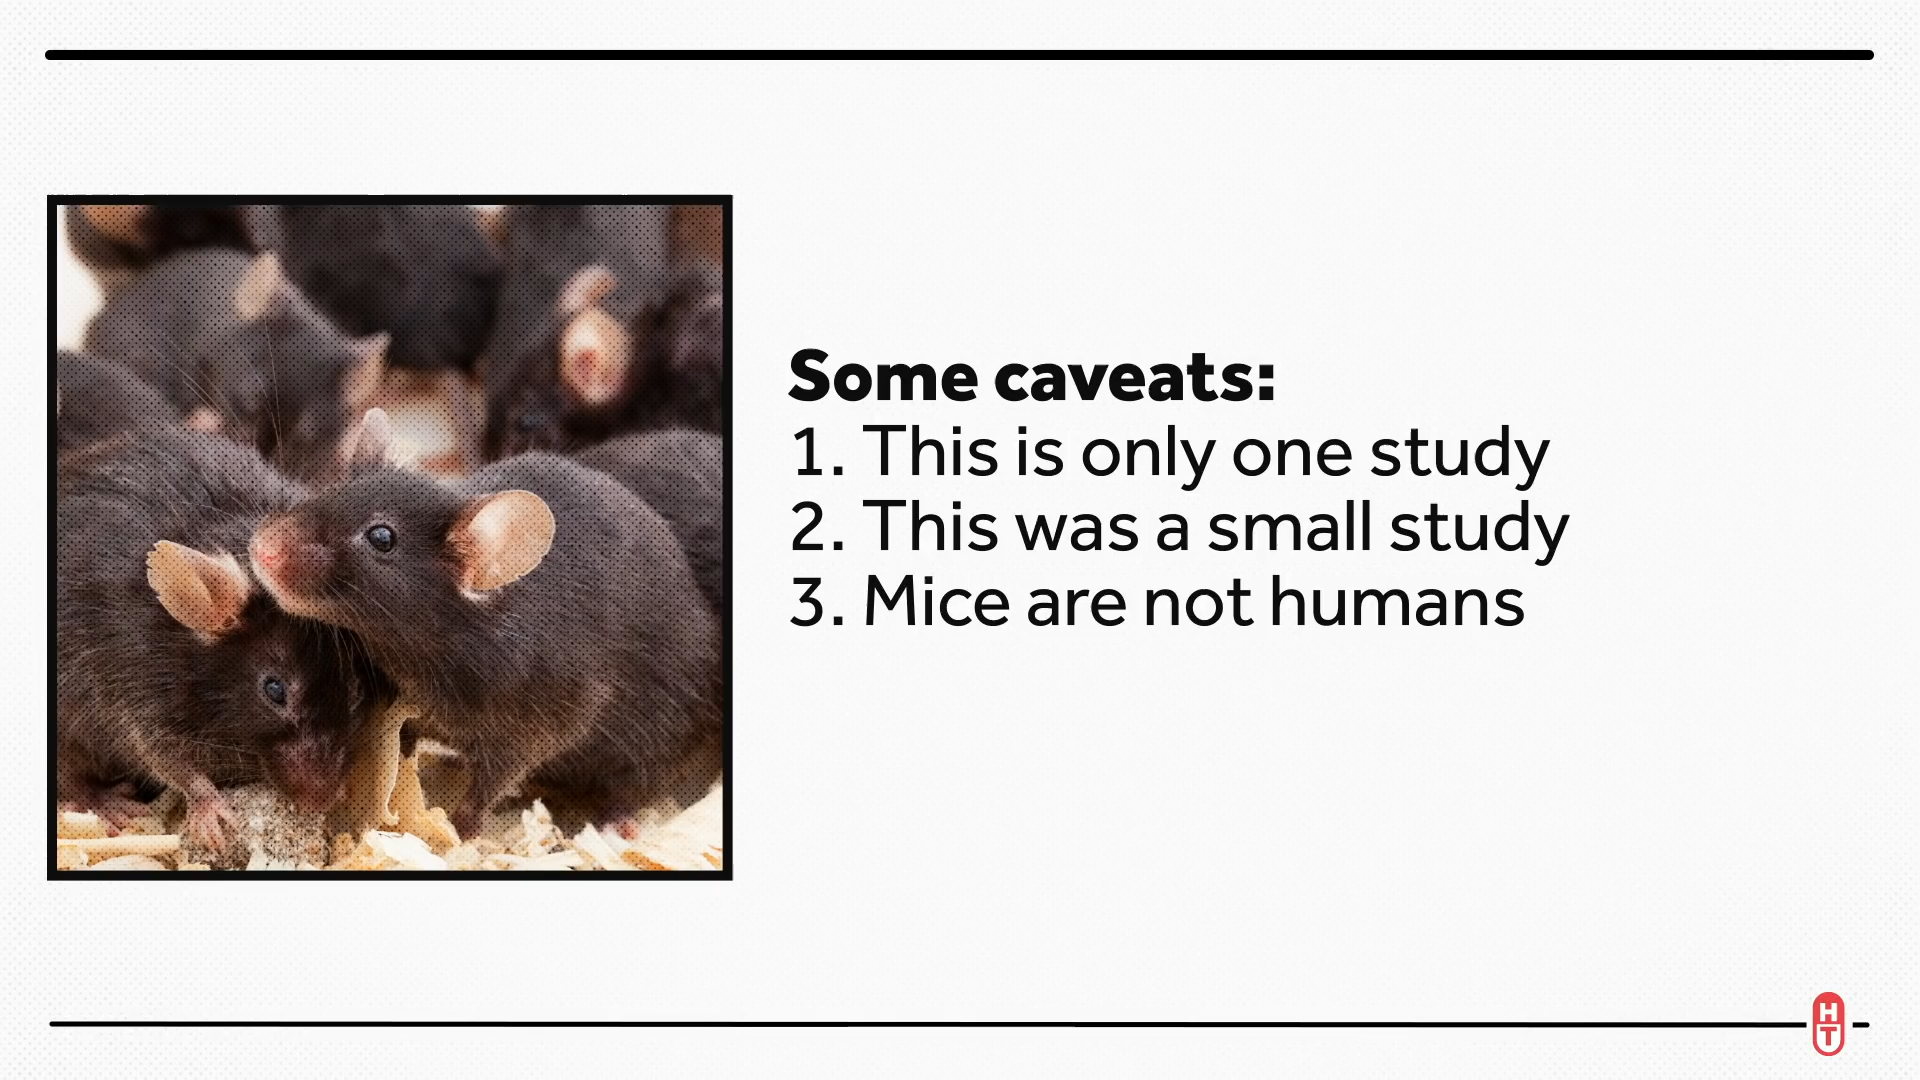 Some caveats:
1. This is only one study
2. This was a small study
3. Mice are not humans
H
T